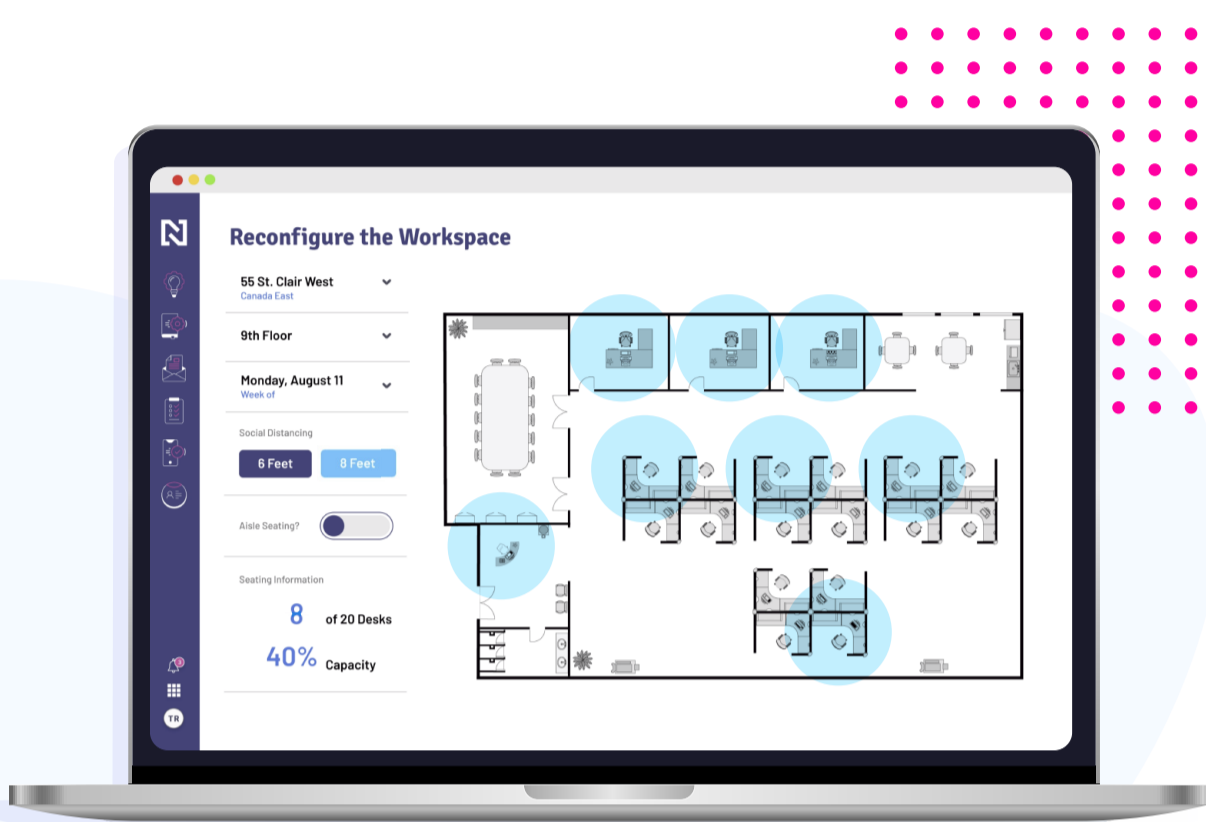 Reconfigure the Workspace
55 St. Clair West
Canada East
9th Floor
Monday, August 11
Week of
Social Distancing
6 Feet
8 Feet
Aisle Seating?
Seating Information
8 of 20 Desks
40% Capacity
3
TR